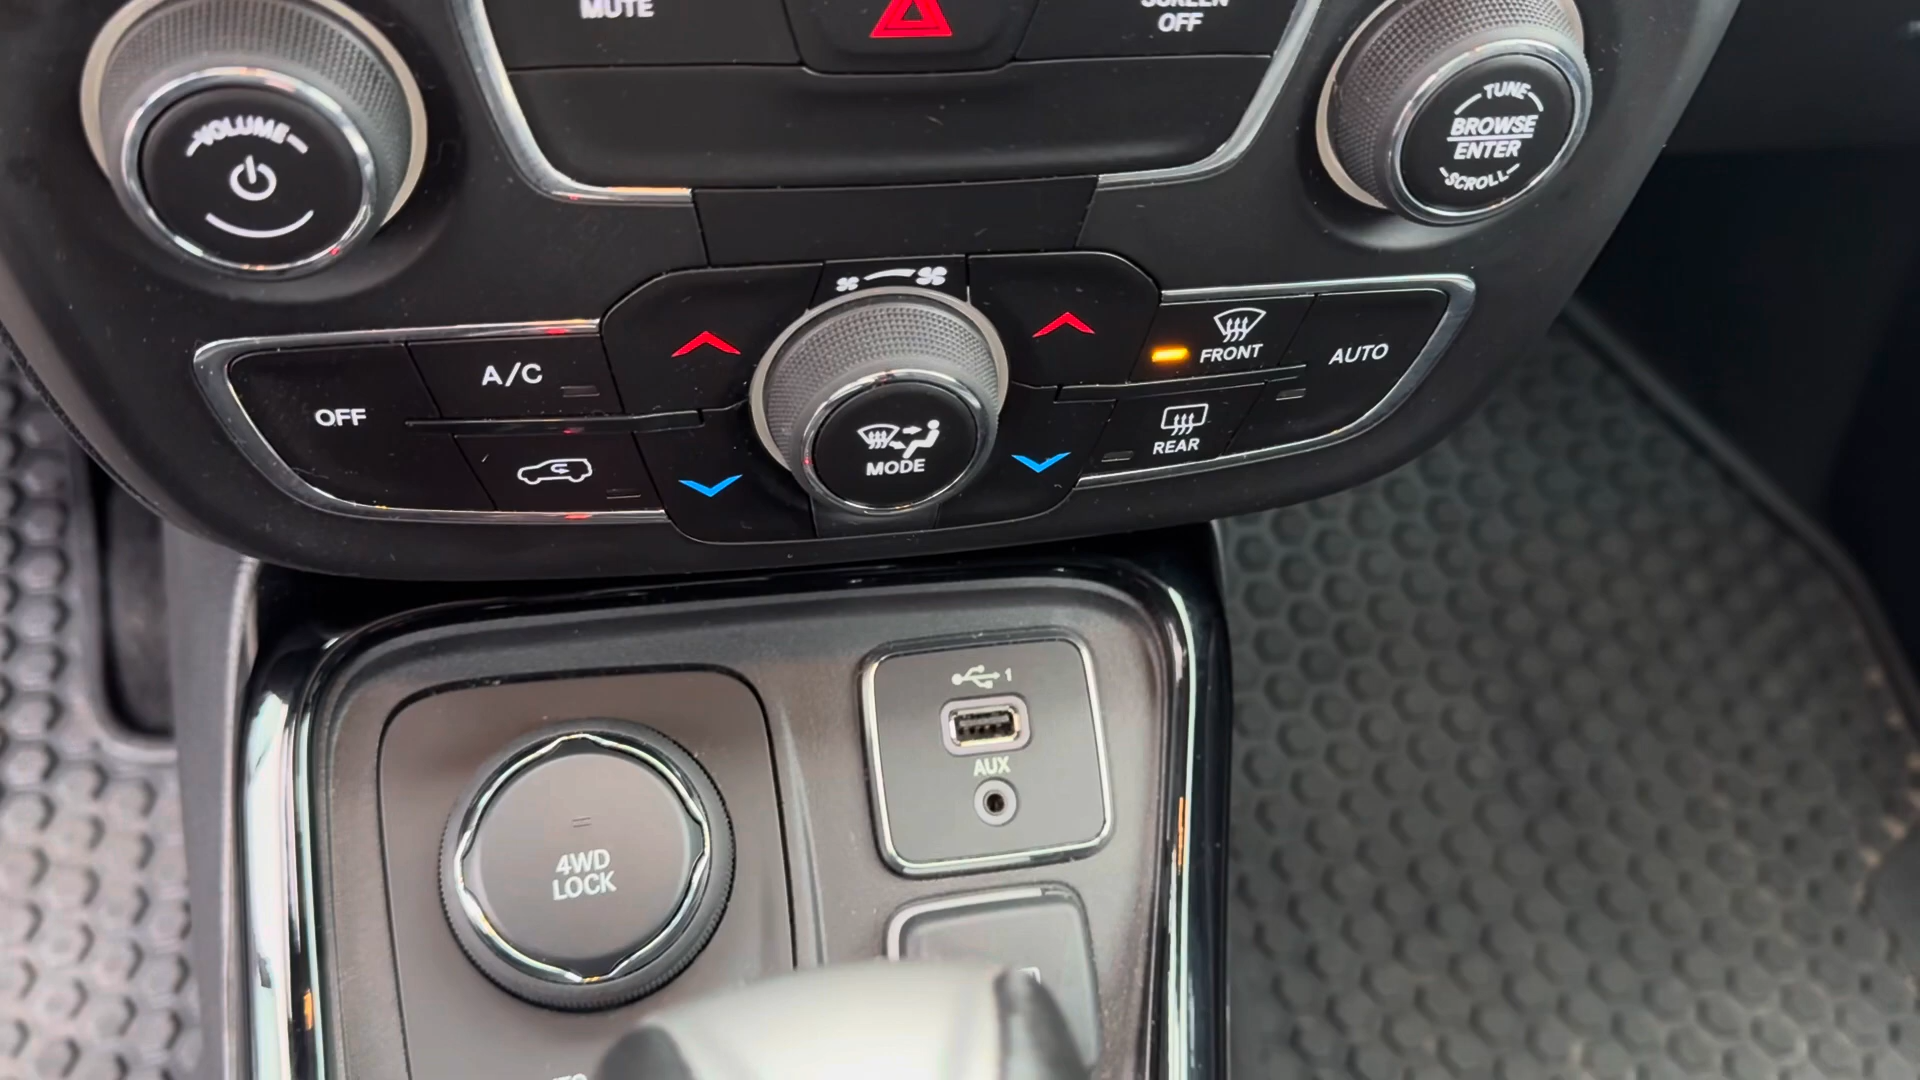 MUTE
SCREEN
OFF
VOLUME
TUNE
BROWSE
ENTER
SCROLL
A/C
OFF
MODE
FRONT
AUTO
REAR
1
AUX
4WD
LOCK